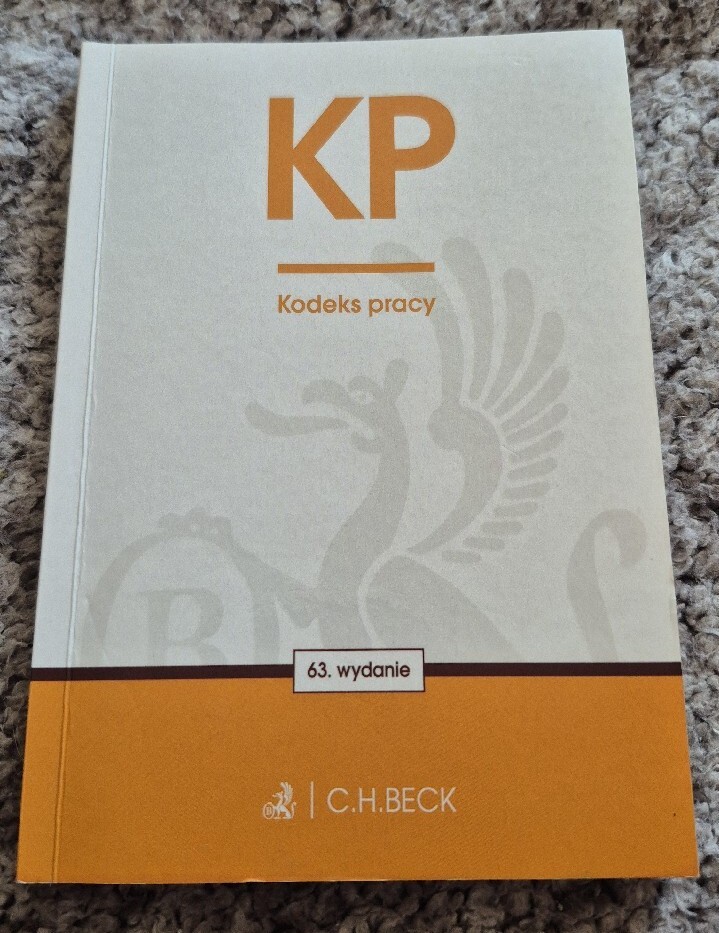 KP
Kodeks pracy
B
63. wydanie
B | C.H.BECK